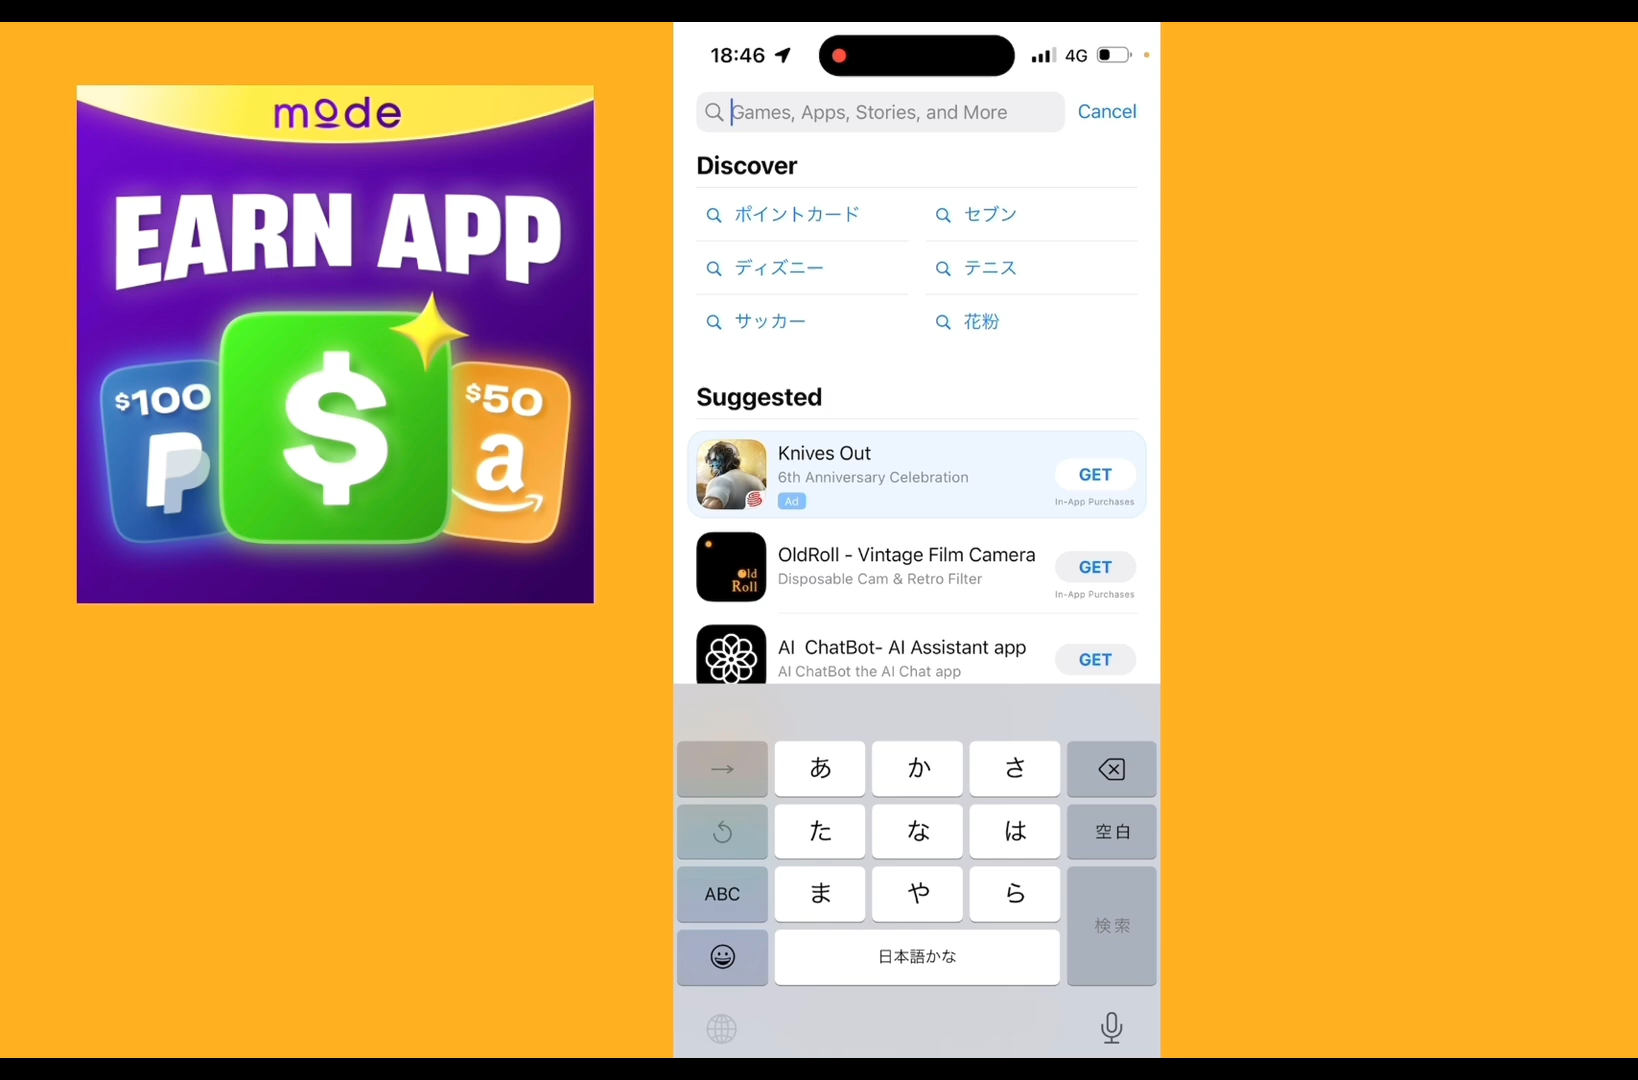 mode
EARN APP
$100
$50
$
a
18:46
4G
Games, Apps, Stories, and More
Cancel
Discover
ポイントカード
セブン
ディズニー
テニス
サッカー
花粉
Suggested
Knives Out
6th Anniversary Celebration
Ad
GET
In-App Purchases
OldRoll - Vintage Film Camera
Disposable Cam & Retro Filter
GET
In-App Purchases
Old
Roll
AI ChatBot- AI Assistant app
AI ChatBot the AI Chat app
GET
→ あ か さ
た な は 空白
ABC ま や ら
検索
日本語かな